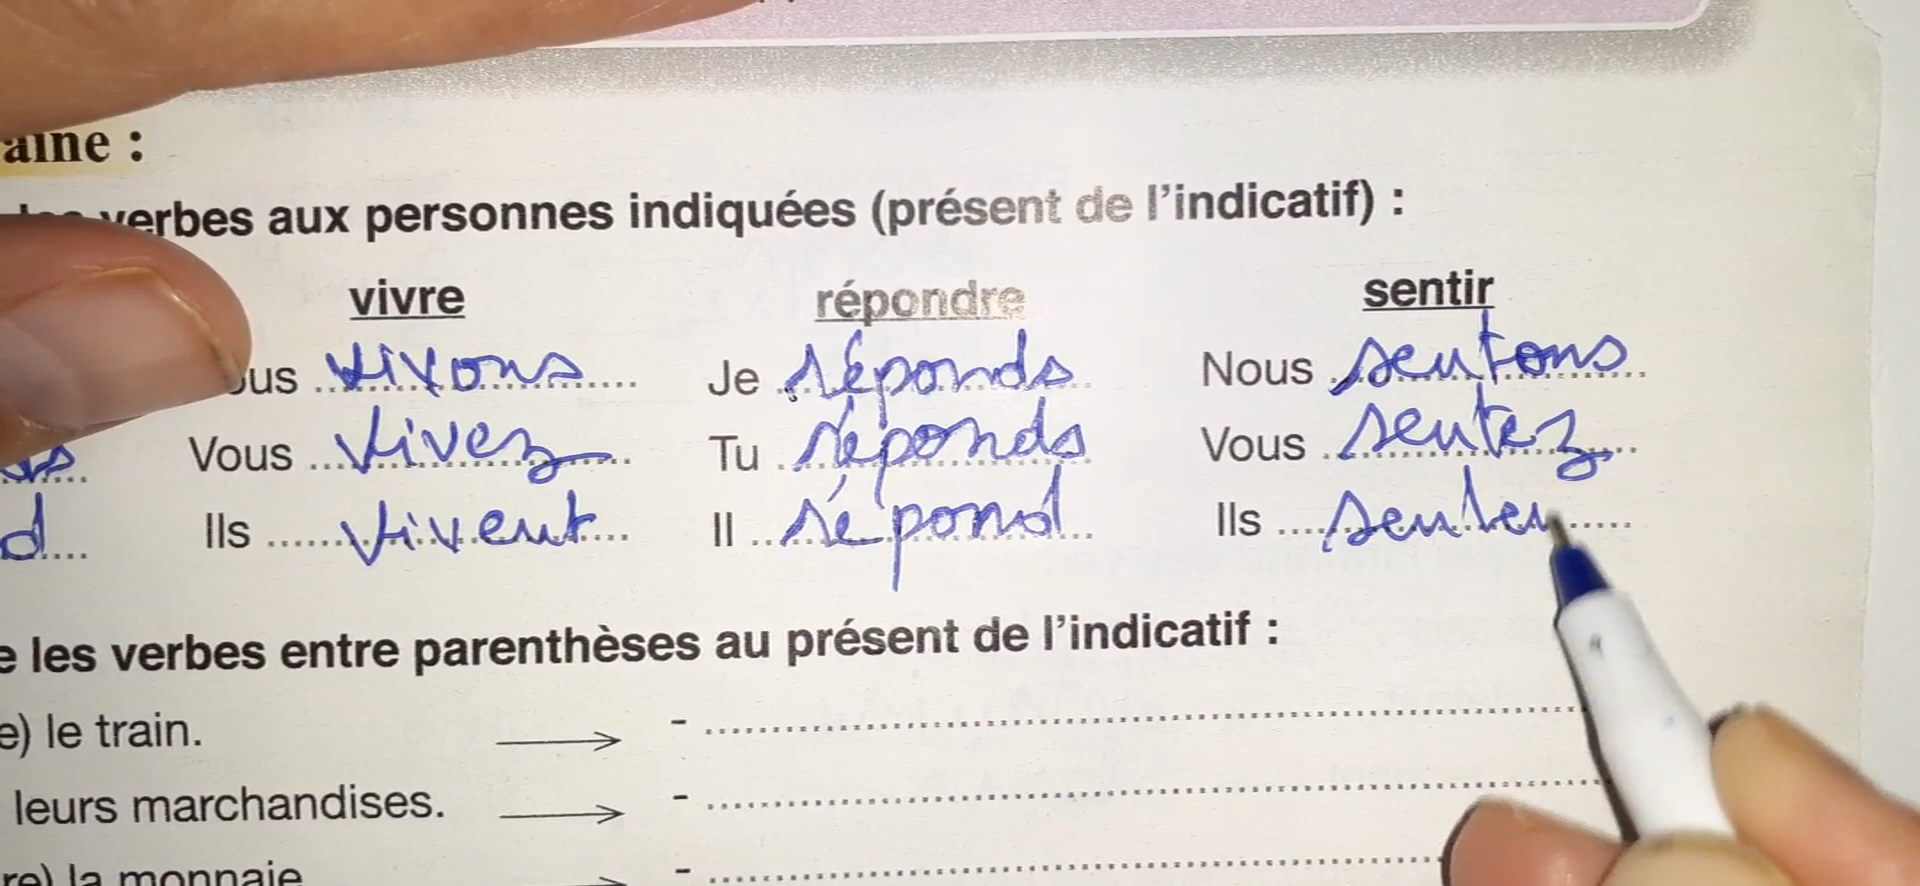 aine :
verbes aux personnes indiquées (présent de l'indicatif) :
vivre répondre sentir
ous vivons Je réponds Nous sentons
Vous vivez Tu réponds Vous sentez
d Ils vivent Il répond Ils senten
e les verbes entre parenthèses au présent de l'indicatif :
e) le train. → -
leurs marchandises. → -
re) la monnaie → -